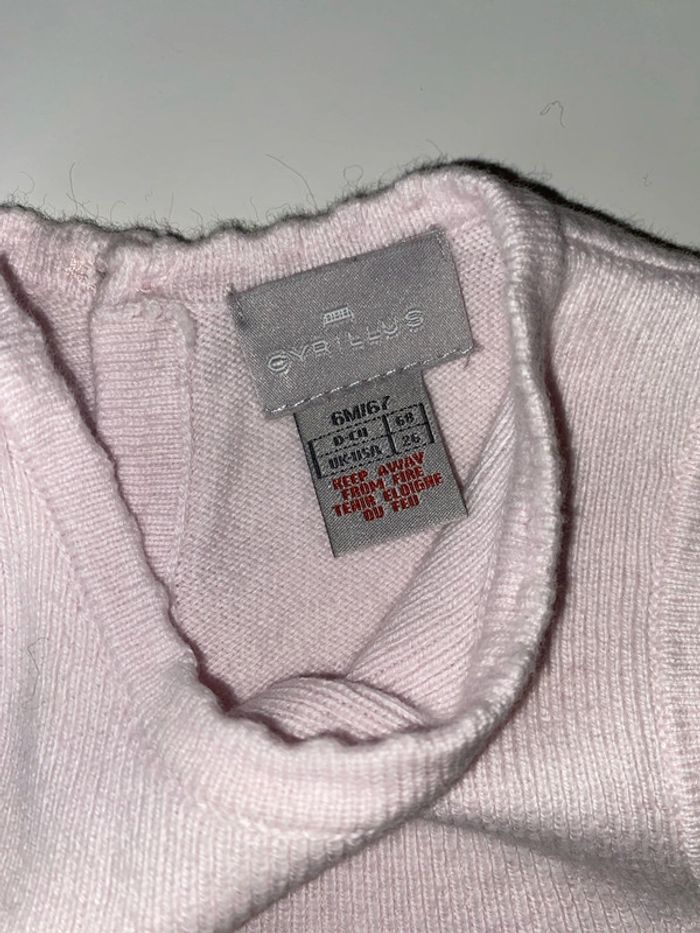 CYRILLUS
6M/67
D-CH 68
UK-USA 26
KEEP AWAY
FROM FIRE
TENIR ELOIGNE
DU FEU